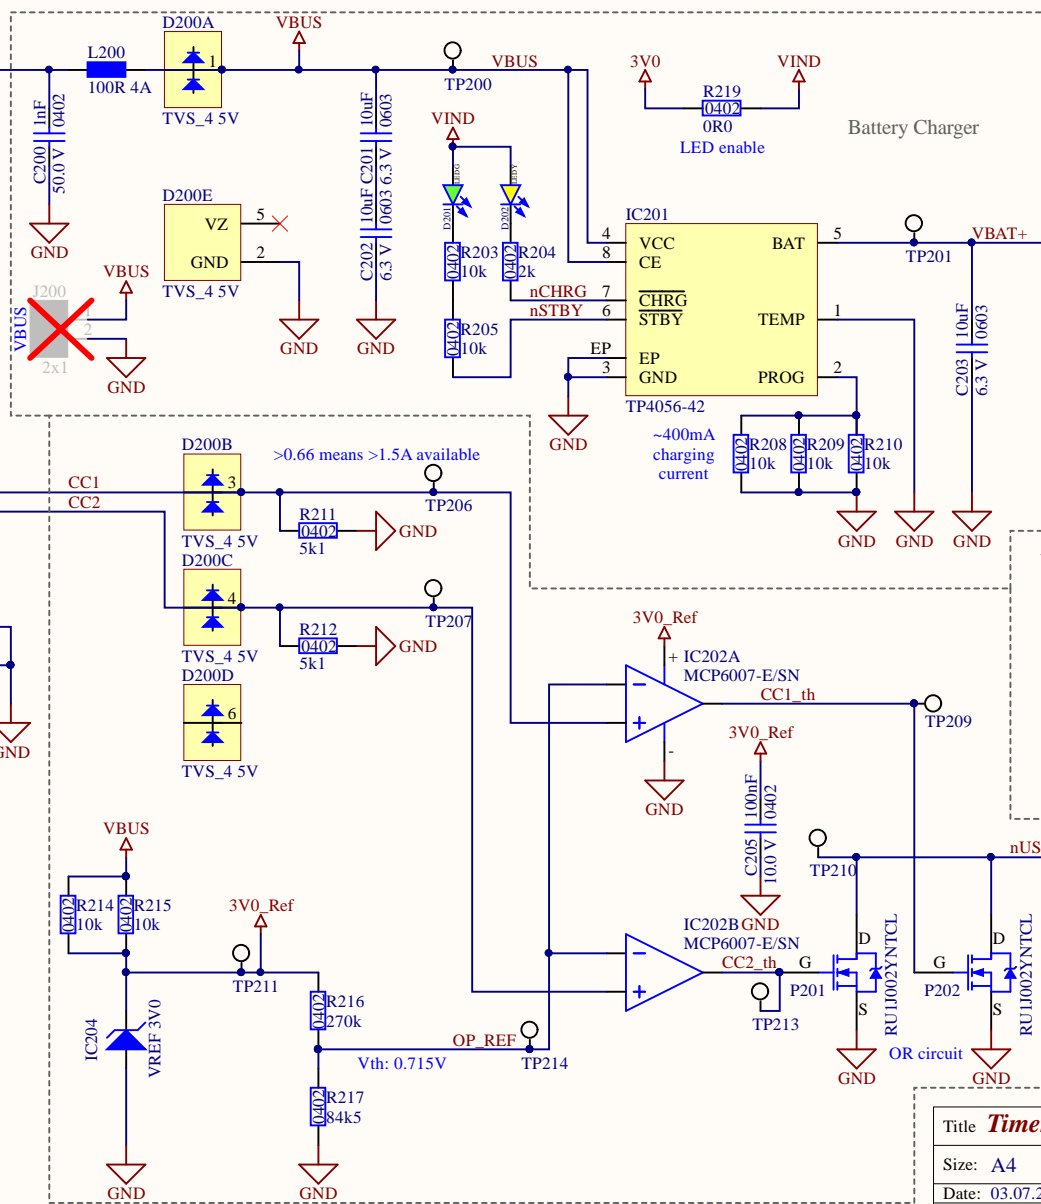 D200A
VBUS
L200
1
VBUS
TP200
100R 4A
TVS_4 5V
1nF
0402
C200
50.0 V
GND
10uF
0603
C201
6.3 V
10uF
0603
C202
6.3 V
GND
3V0
VIND
R219
0402
0R0
LED enable
Battery Charger
VIND
LEDG
D201
LEDY
D202
D200E
VZ
5
GND
2
TVS_4 5V
GND
VBUS
J200
VBUS
1
2
2x1
GND
R203
0402
10k
R204
0402
2k
nCHRG
nSTBY
R205
0402
10k
IC201
4
VCC
8
CE
7
CHRG
6
STBY
EP
EP
3
GND
BAT
5
TEMP
1
PROG
2
TP4056-42
GND
TP201
VBAT+
10uF
0603
C203
6.3 V
~400mA
charging
current
R208
0402
10k
R209
0402
10k
R210
0402
10k
GND
GND
GND
D200B
>0.66 means >1.5A available
CC1
CC2
3
TP206
R211
0402
5k1
GND
TVS_4 5V
D200C
4
TP207
R212
0402
5k1
GND
TVS_4 5V
D200D
6
TVS_4 5V
GND
3V0_Ref
+
IC202A
MCP6007-E/SN
CC1_th
TP209
-
GND
3V0_Ref
100nF
0402
C205
10.0 V
GND
TP210
nUS
VBUS
R214
0402
10k
R215
0402
10k
3V0_Ref
TP211
IC204
VREF 3V0
R216
0402
270k
OP_REF
TP214
Vth: 0.715V
R217
0402
84k5
GND
GND
IC202B
MCP6007-E/SN
CC2_th
TP213
G
P201
D
S
RU1J002YNTCL
G
P202
D
S
RU1J002YNTCL
GND
OR circuit
GND
Title
Time
Size: A4
Date: 03.07.2